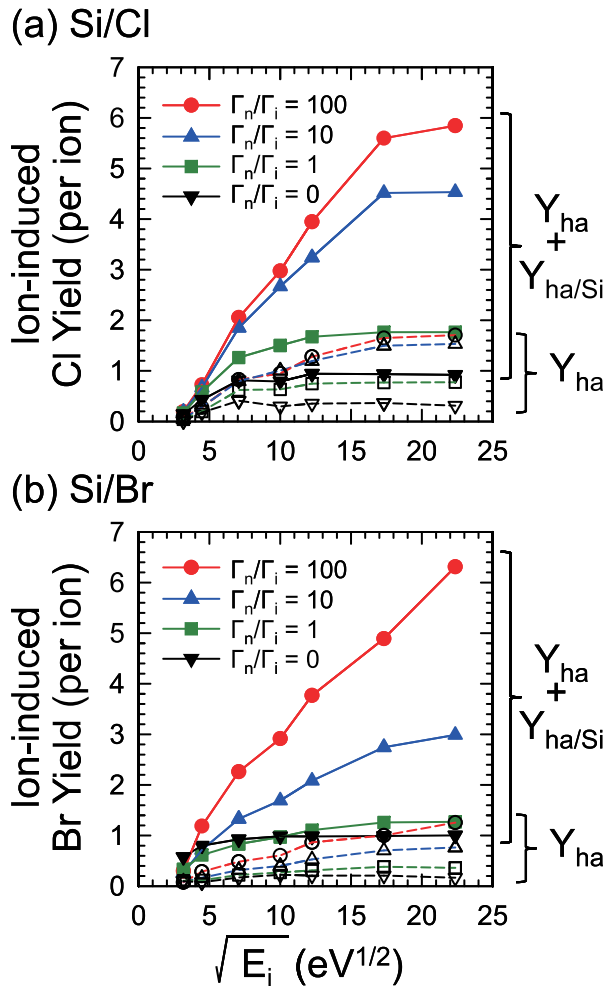 (a) Si/Cl
Ion-induced
Cl Yield (per ion)
7
6
5
4
3
2
1
0
Γn/Γi = 100
Γn/Γi = 10
Γn/Γi = 1
Γn/Γi = 0
0 5 10 15 20 25
Yha
+
Yha/Si
Yha
(b) Si/Br
Ion-induced
Br Yield (per ion)
7
6
5
4
3
2
1
0
Γn/Γi = 100
Γn/Γi = 10
Γn/Γi = 1
Γn/Γi = 0
0 5 10 15 20 25
Yha
+
Yha/Si
Yha
√Ei (eV1/2)